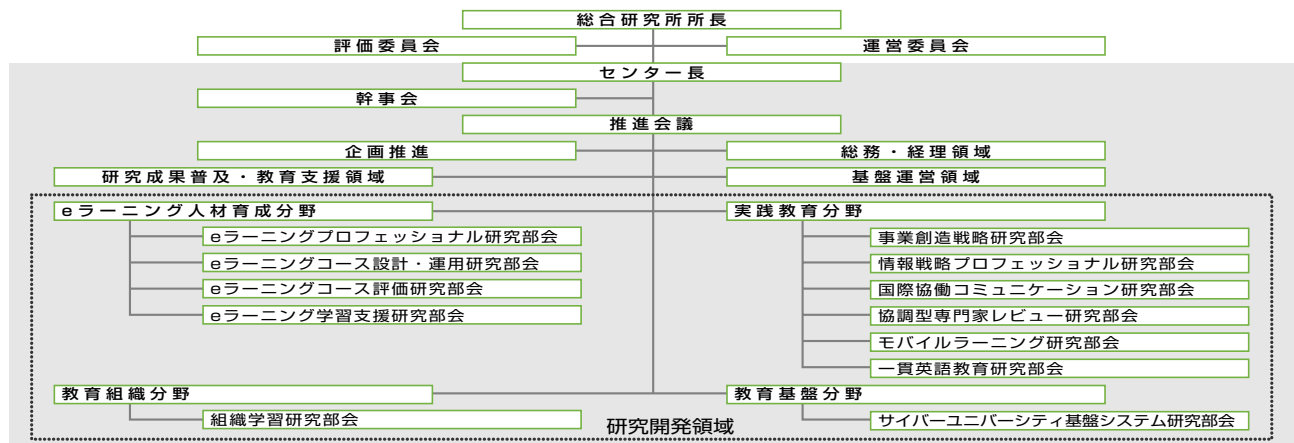 総合研究所所長
評価委員会
運営委員会
センター長
幹事会
推進会議
企画推進
総務・経理領域
研究成果普及・教育支援領域
基盤運営領域
eラーニング人材育成分野
eラーニングプロフェッショナル研究部会
eラーニングコース設計・運用研究部会
eラーニングコース評価研究部会
eラーニング学習支援研究部会
実践教育分野
事業創造戦略研究部会
情報戦略プロフェッショナル研究部会
国際協働コミュニケーション研究部会
協調型専門家レビュー研究部会
モバイルラーニング研究部会
一貫英語教育研究部会
教育組織分野
組織学習研究部会
教育基盤分野
サイバーユニバーシティ基盤システム研究部会
研究開発領域